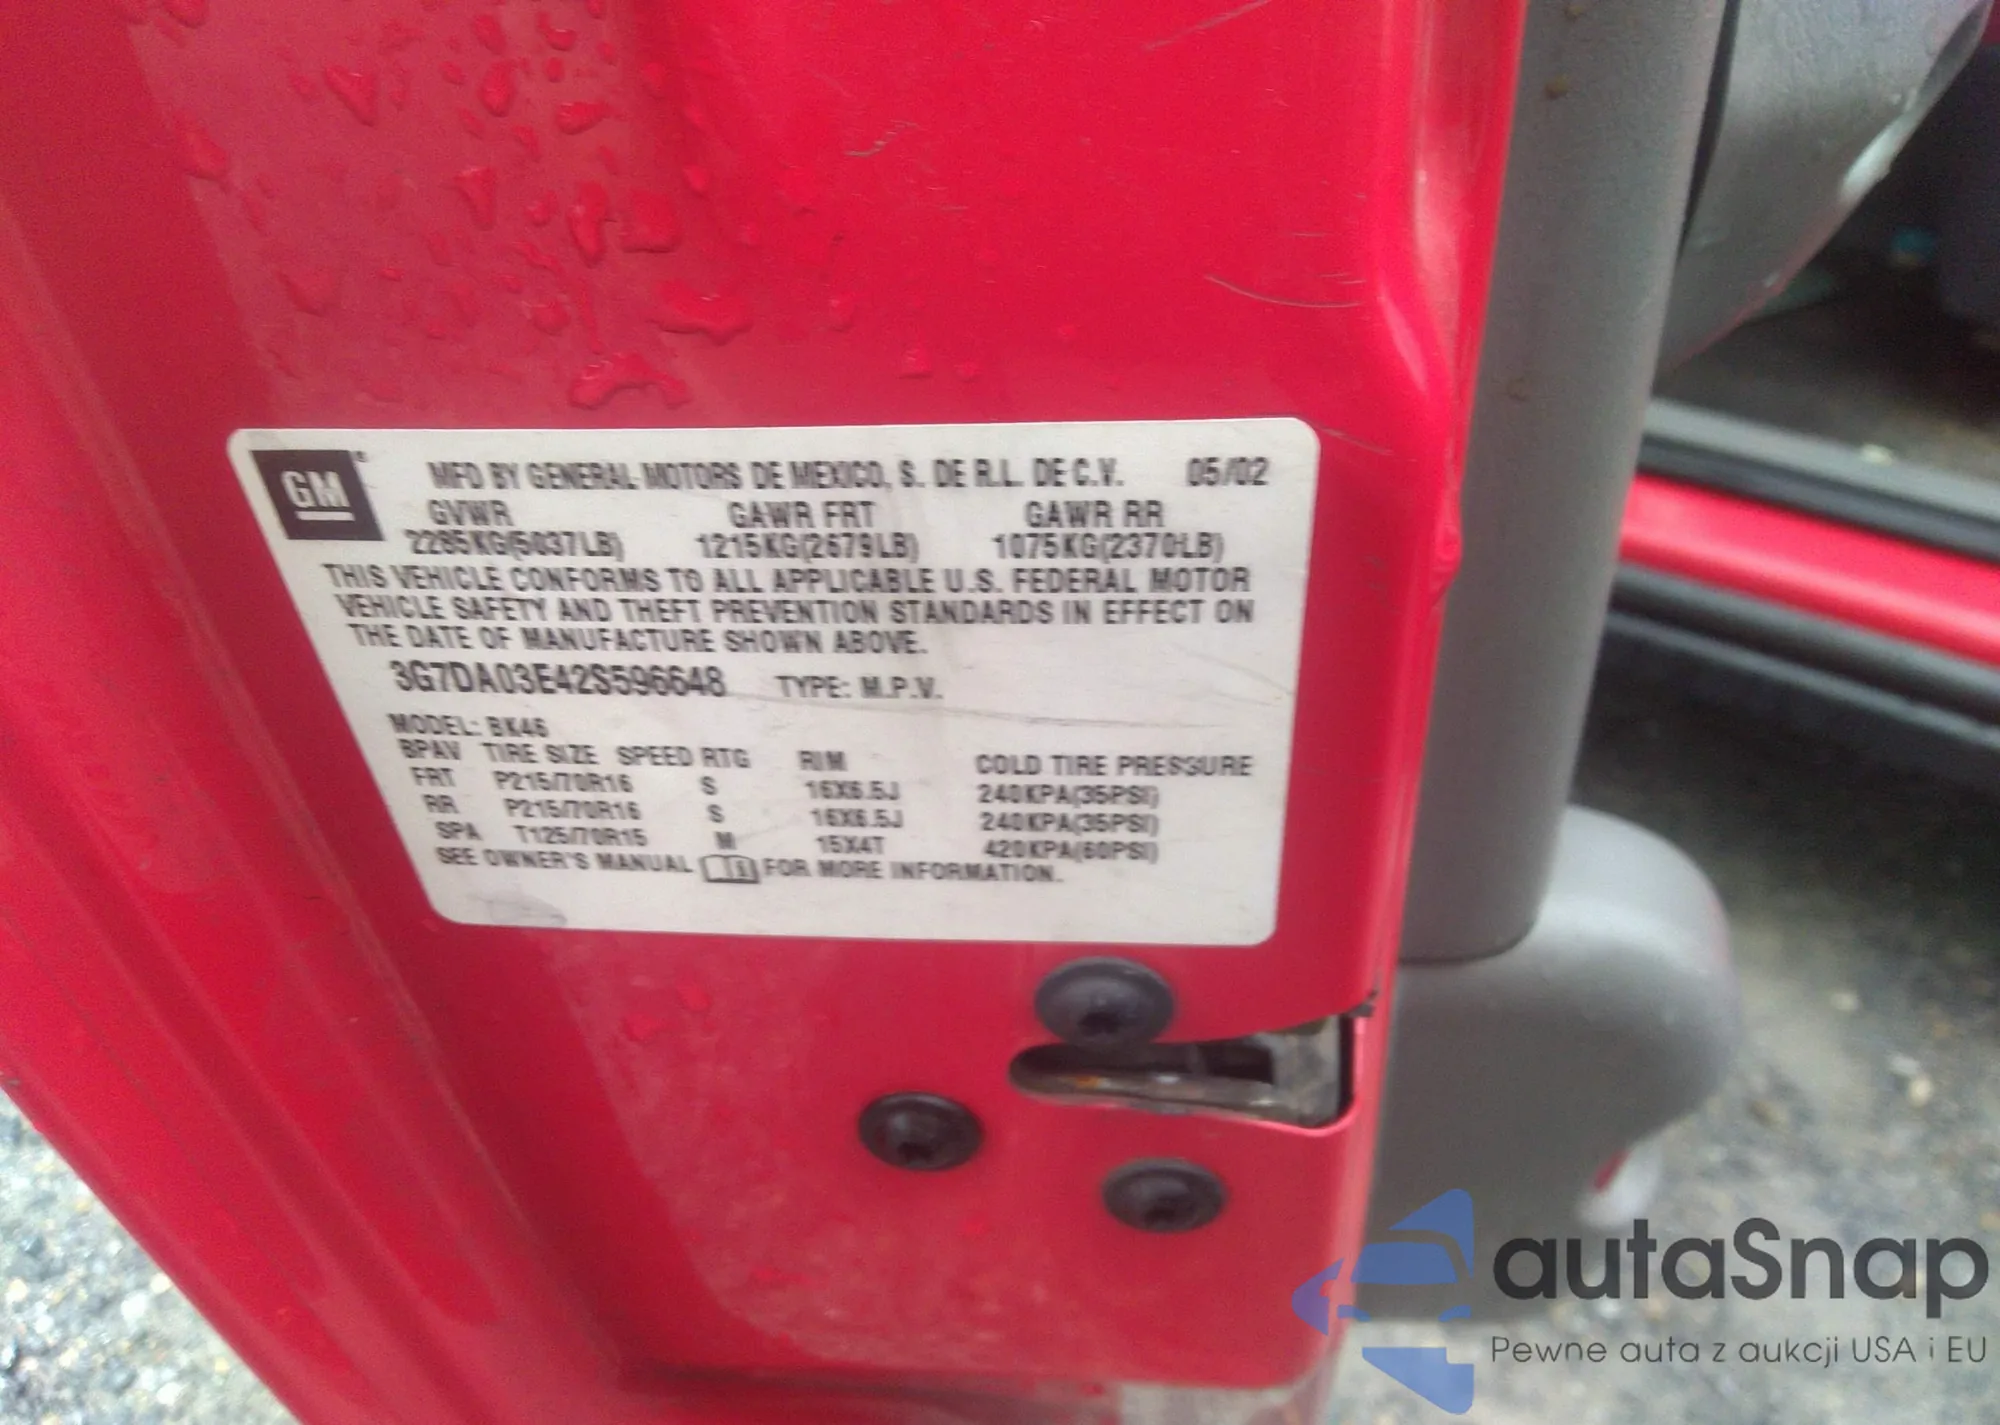 GM
MFD BY GENERAL MOTORS DE MEXICO, S. DE R.L. DE C.V. 05/02
GVWR GAWR FRT GAWR RR
2285KG(5037LB) 1215KG(2679LB) 1075KG(2370LB)
THIS VEHICLE CONFORMS TO ALL APPLICABLE U.S. FEDERAL MOTOR
VEHICLE SAFETY AND THEFT PREVENTION STANDARDS IN EFFECT ON
THE DATE OF MANUFACTURE SHOWN ABOVE.
3G7DA03E42S596648 TYPE: M.P.V.
MODEL: BK46
BPAV TIRE SIZE SPEED RTG RIM COLD TIRE PRESSURE
FRT P215/70R16 S 16X6.5J 240KPA(35PSI)
RR P215/70R16 S 16X6.5J 240KPA(35PSI)
SPA T125/70R15 M 15X4T 420KPA(60PSI)
SEE OWNER'S MANUAL FOR MORE INFORMATION.
autaSnap
Pewne auta z aukcji USA i EU